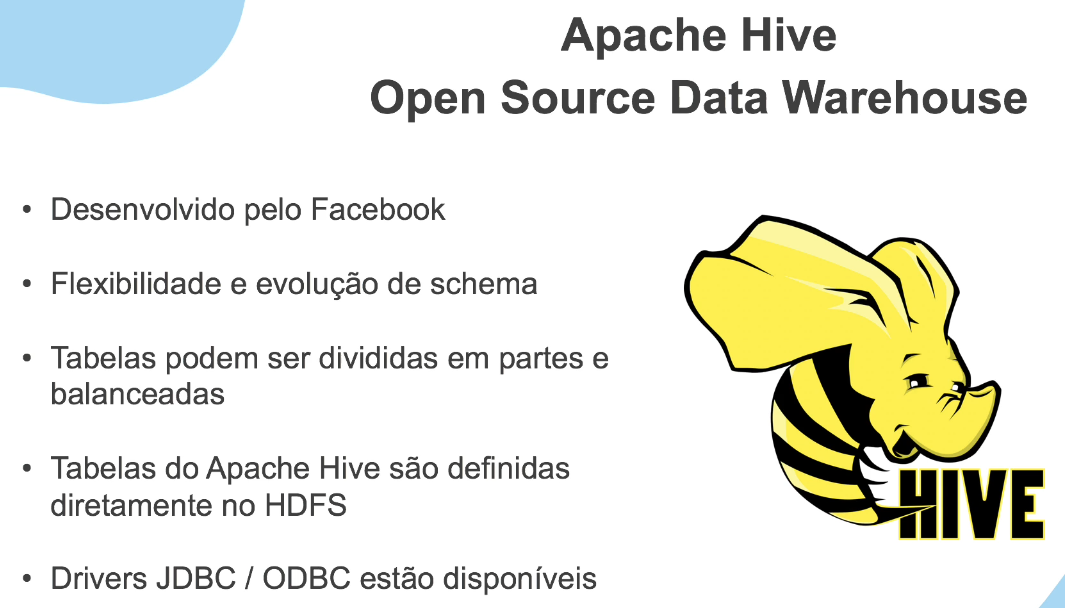 Apache Hive
Open Source Data Warehouse
• Desenvolvido pelo Facebook
• Flexibilidade e evolução de schema
• Tabelas podem ser divididas em partes e
balanceadas
• Tabelas do Apache Hive são definidas
diretamente no HDFS
• Drivers JDBC / ODBC estão disponíveis
HIVE